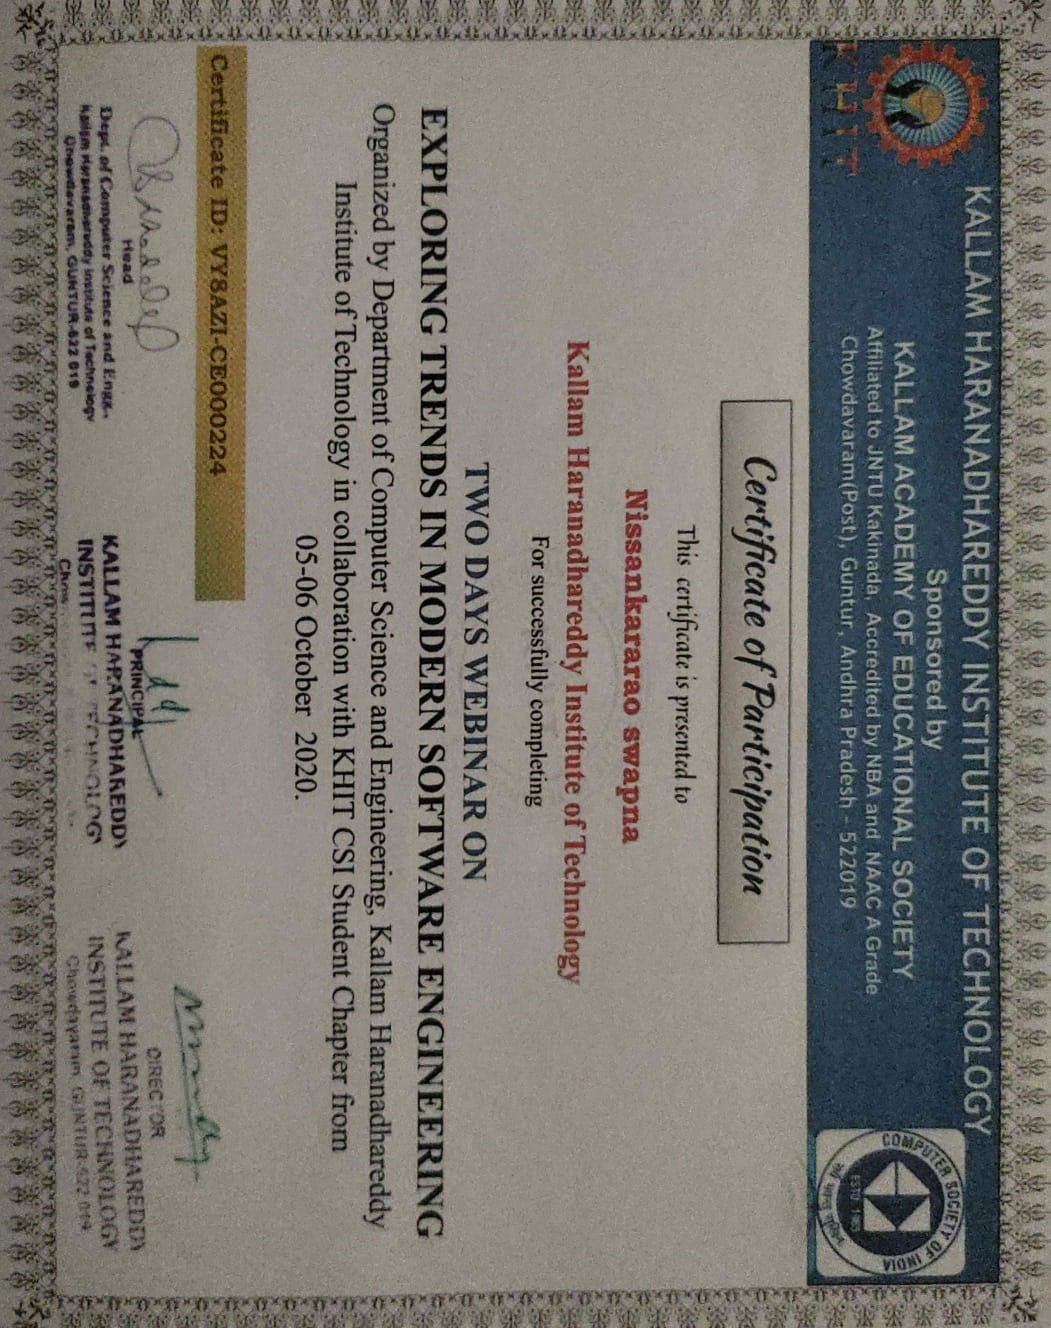 KALLAM HARANADHAREDDY INSTITUTE OF TECHNOLOGY
Sponsored by
KALLAM ACADEMY OF EDUCATIONAL SOCIETY
Affiliated to JNTU Kakinada, Accredited by NBA and NAAC A Grade
Chowdavaram(Post), Guntur, Andhra Pradesh - 522019
KHIT
COMPUTER SOCIETY OF INDIA
ESTD 1965
Certificate of Participation
This certificate is presented to
Nissankararao swapna
Kallam Haranadhareddy Institute of Technology
For successfully completing
TWO DAYS WEBINAR ON
EXPLORING TRENDS IN MODERN SOFTWARE ENGINEERING
Organized by Department of Computer Science and Engineering, Kallam Haranadhareddy
Institute of Technology in collaboration with KHIT CSI Student Chapter from
05-06 October 2020.
Certificate ID: VY8AZI-CE000224
Head
Dept. of Computer Science and Engg.,
Kallam Haranadhareddy Institute of Technology
Chowdavaram, GUNTUR-522 019
PRINCIPAL
KALLAM HARANADHAREDDY
INSTITUTE OF TECHNOLOGY
DIRECTOR
KALLAM HARANADHAREDDY
INSTITUTE OF TECHNOLOGY
Chowdavaram, GUNTUR-522 019